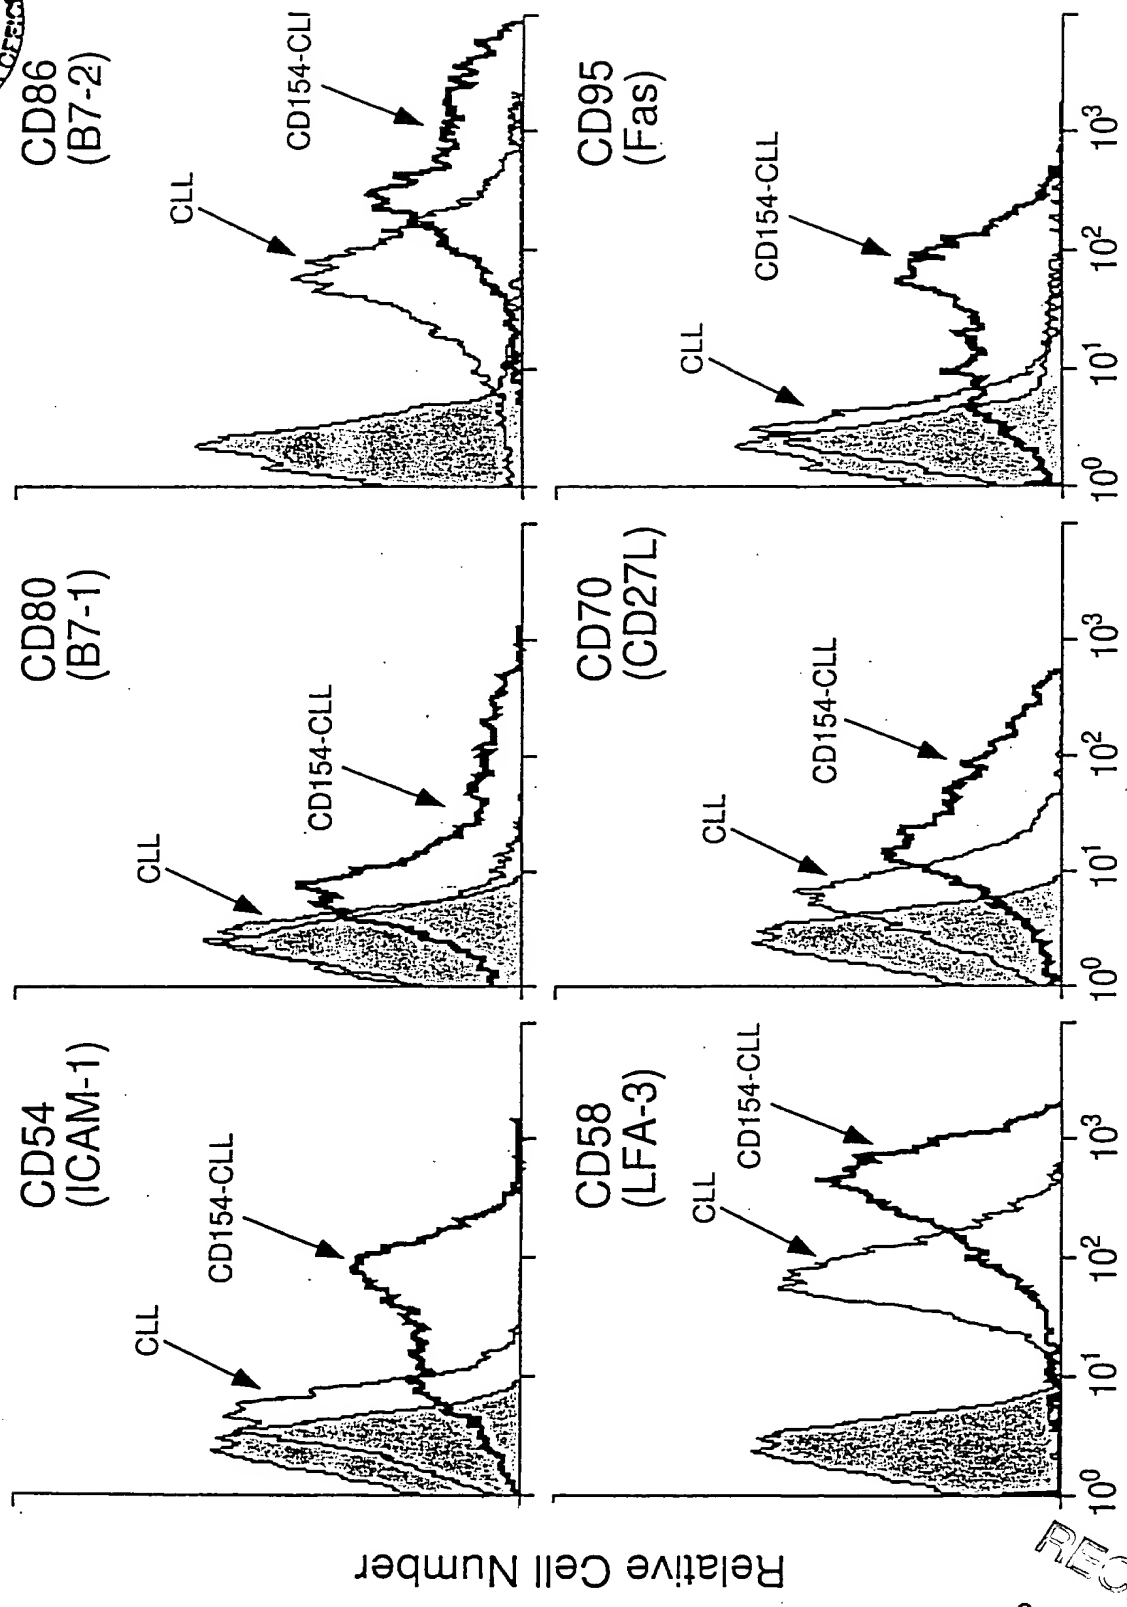 CD54
(ICAM-1)
CLL
CD154-CLL
CD80
(B7-1)
CLL
CD154-CLL
CD86
(B7-2)
CLL
CD154-CLI
CD58
(LFA-3)
CLL
CD154-CLL
CD70
(CD27L)
CLL
CD154-CLL
CD95
(Fas)
CLL
CD154-CLL
10⁰ 10¹ 10² 10³
10⁰ 10¹ 10² 10³
10⁰ 10¹ 10² 10³
Relative Cell Number
REC